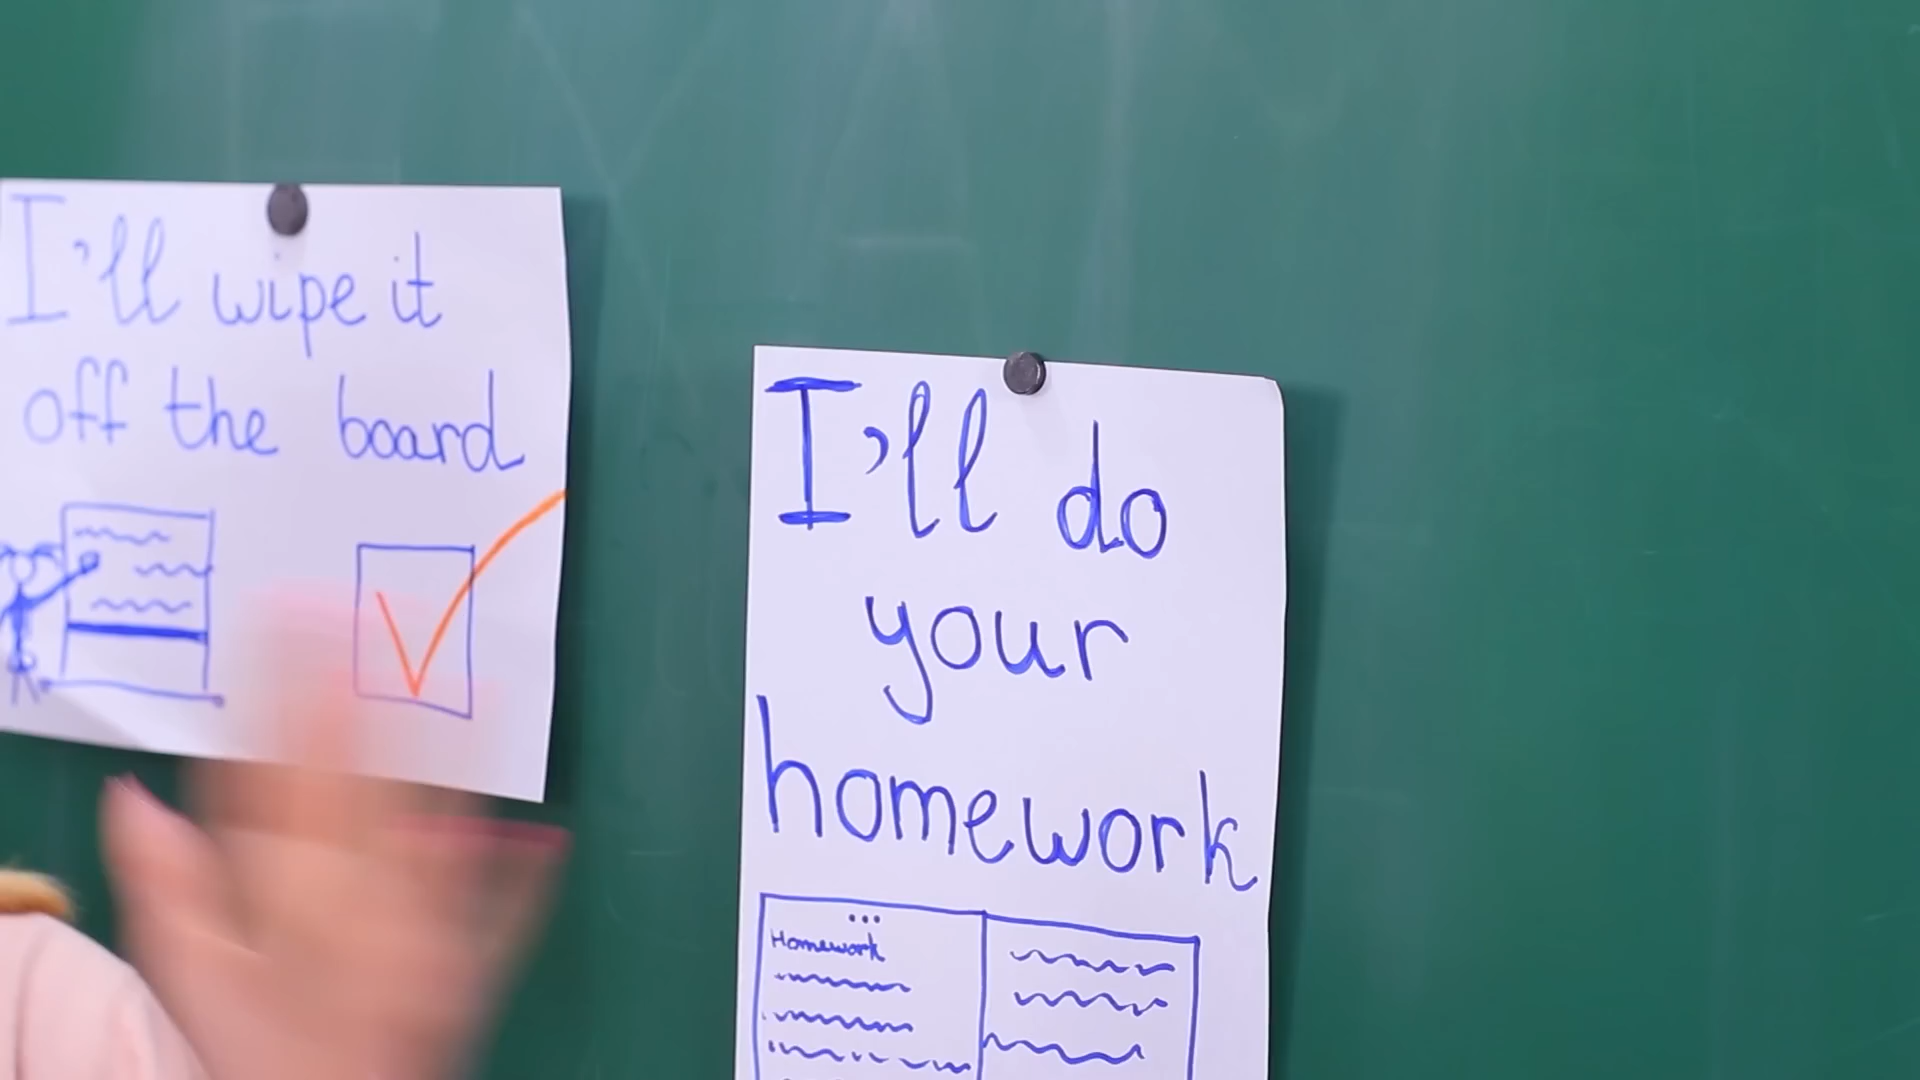 I'll wipe it
off the board
I'll do
your
homework
Homework